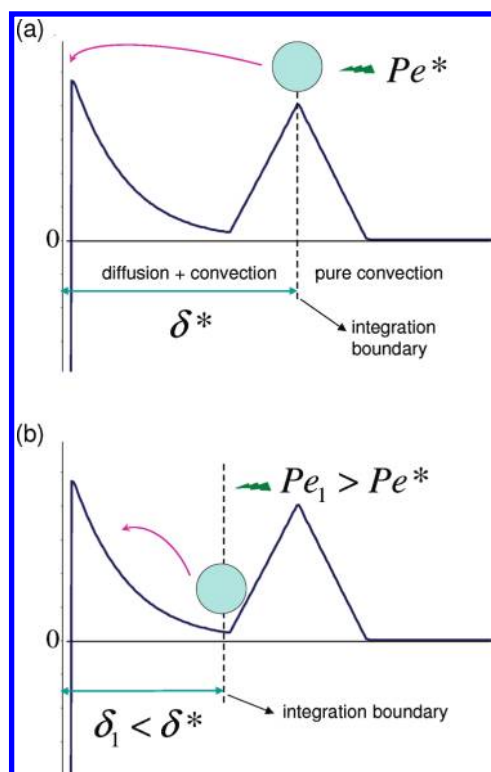 (a)
Pe*
0
diffusion + convection pure convection
δ*
integration
boundary
(b)
Pe₁ > Pe*
0
integration boundary
δ₁ < δ*